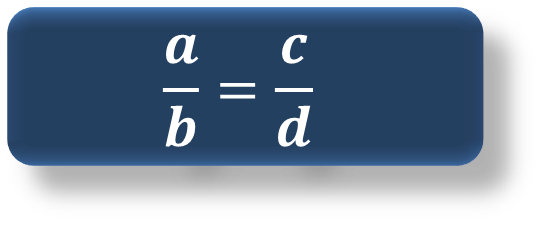 a/b = c/d